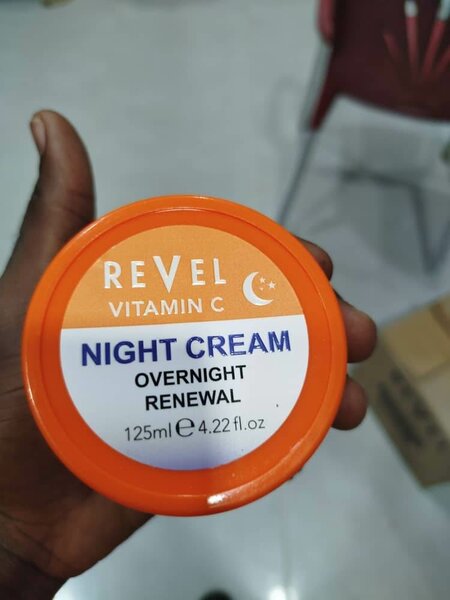 REVEL
VITAMIN C
NIGHT CREAM
OVERNIGHT
RENEWAL
125ml ℮ 4.22 fl.oz